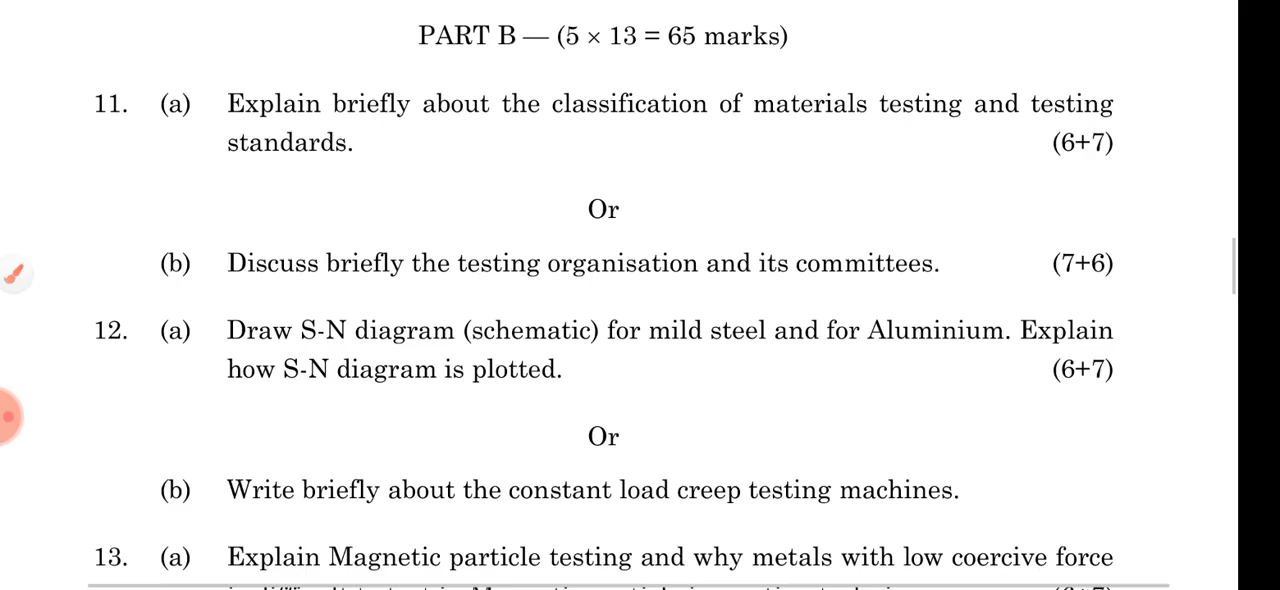 PART B — (5 × 13 = 65 marks)
11. (a) Explain briefly about the classification of materials testing and testing
standards. (6+7)
Or
(b) Discuss briefly the testing organisation and its committees. (7+6)
12. (a) Draw S-N diagram (schematic) for mild steel and for Aluminium. Explain
how S-N diagram is plotted. (6+7)
Or
(b) Write briefly about the constant load creep testing machines.
13. (a) Explain Magnetic particle testing and why metals with low coercive force